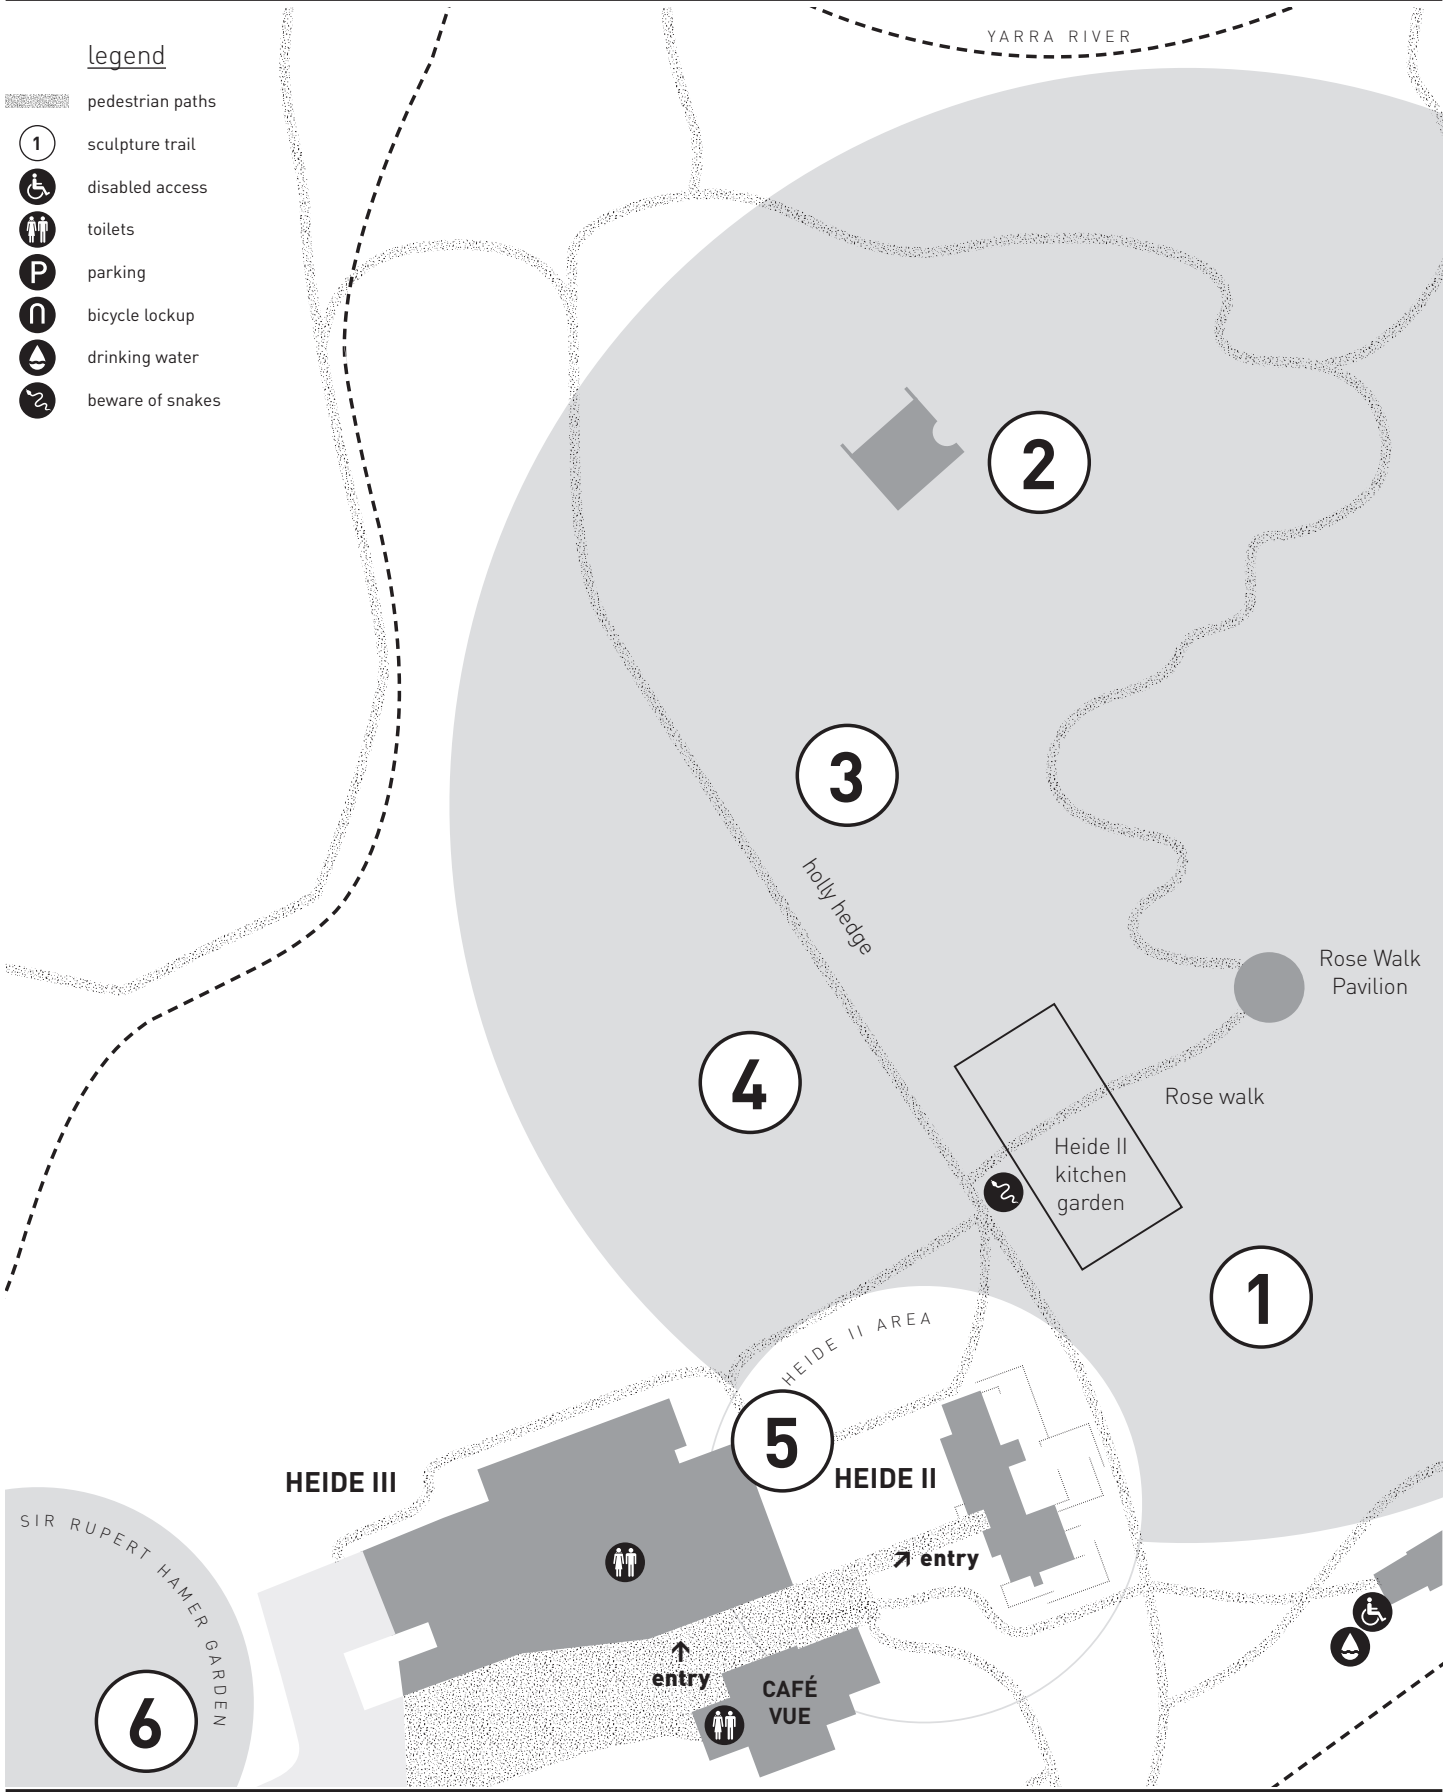 YARRA RIVER
legend
pedestrian paths
1
sculpture trail
disabled access
toilets
P
parking
bicycle lockup
drinking water
beware of snakes
2
3
holly hedge
Rose Walk
Pavilion
4
Rose walk
Heide II
kitchen
garden
1
HEIDE II AREA
5
HEIDE III
HEIDE II
SIR RUPERT HAMER GARDEN
entry
entry
CAFÉ
VUE
6